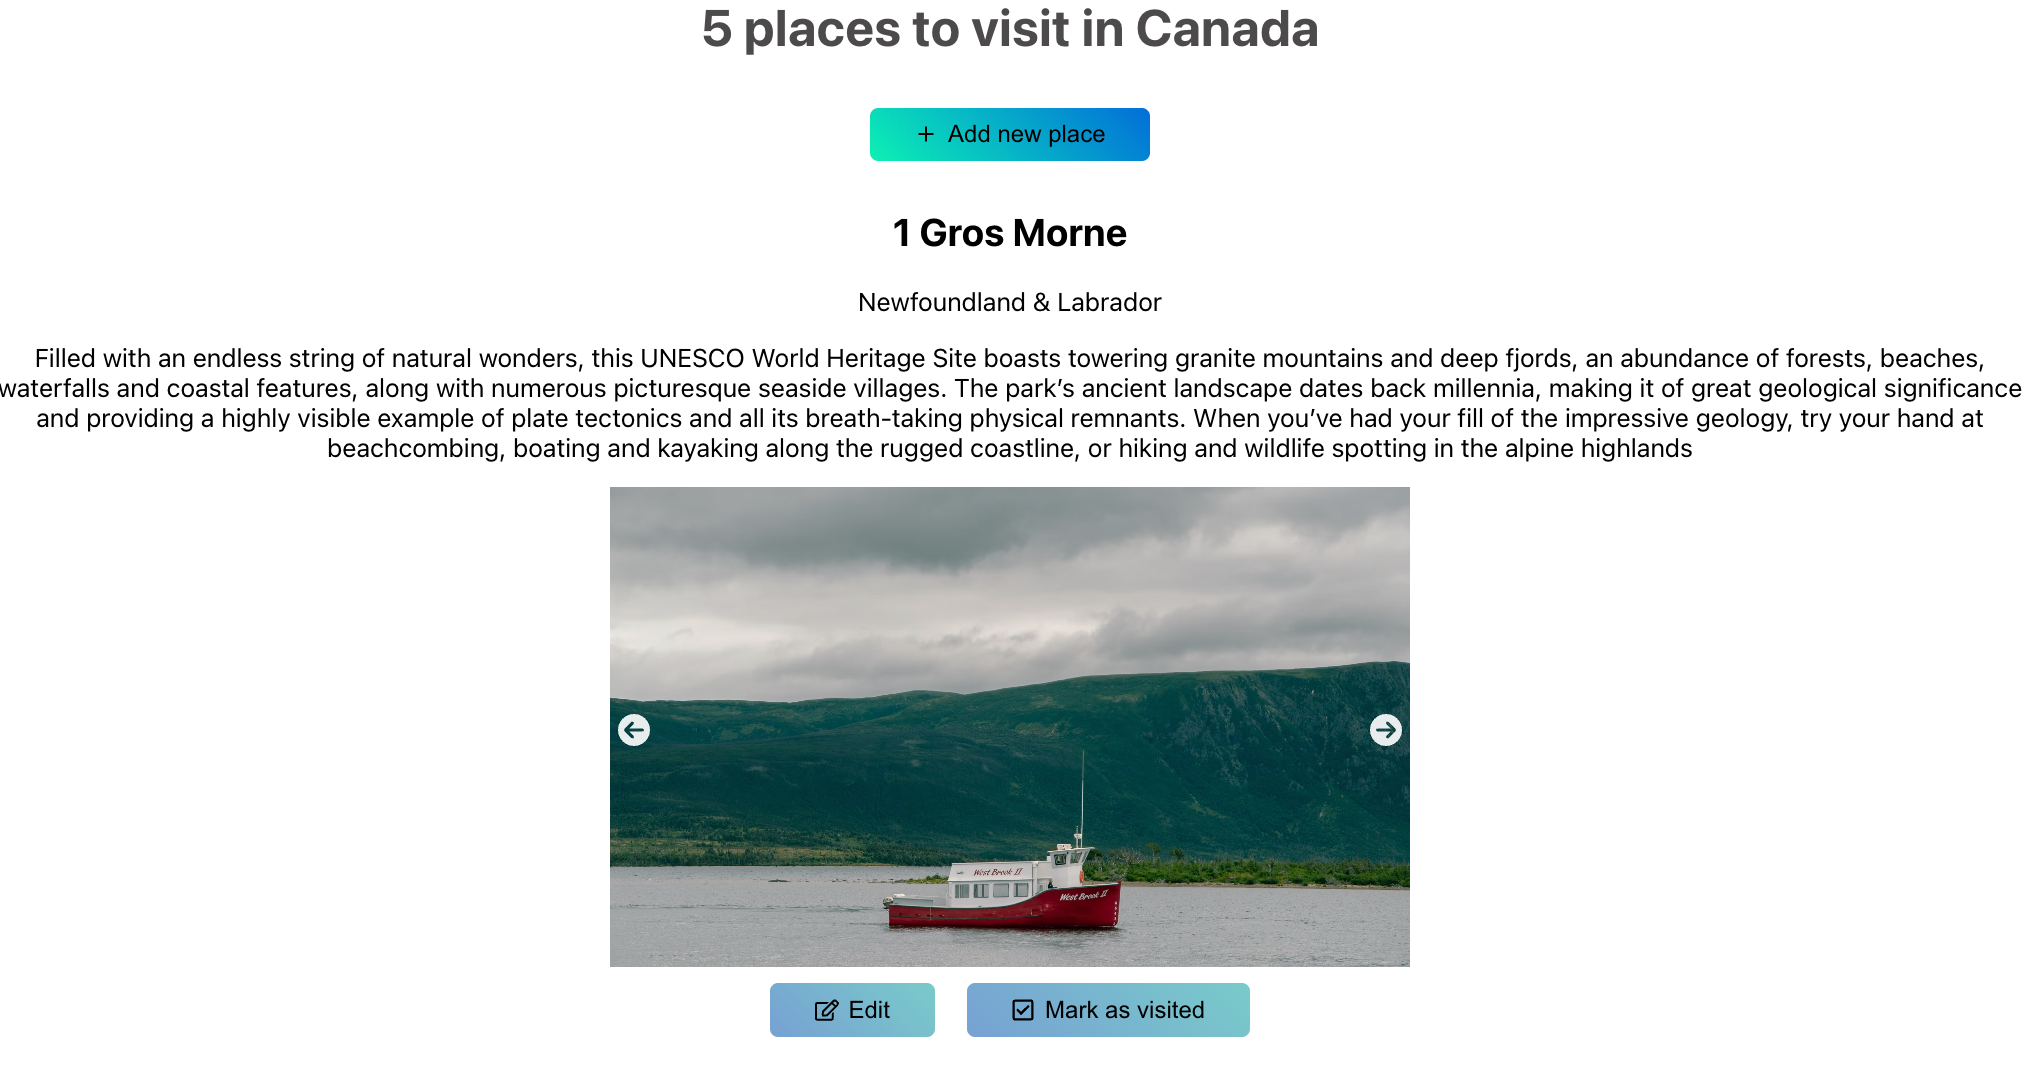 5 places to visit in Canada
Add new place
1 Gros Morne
Newfoundland & Labrador
Filled with an endless string of natural wonders, this UNESCO World Heritage Site boasts towering granite mountains and deep fjords, an abundance of forests, beaches,
waterfalls and coastal features, along with numerous picturesque seaside villages. The park’s ancient landscape dates back millennia, making it of great geological significance
and providing a highly visible example of plate tectonics and all its breath-taking physical remnants. When you’ve had your fill of the impressive geology, try your hand at
beachcombing, boating and kayaking along the rugged coastline, or hiking and wildlife spotting in the alpine highlands
West Brook II
West Brook II
Edit
Mark as visited